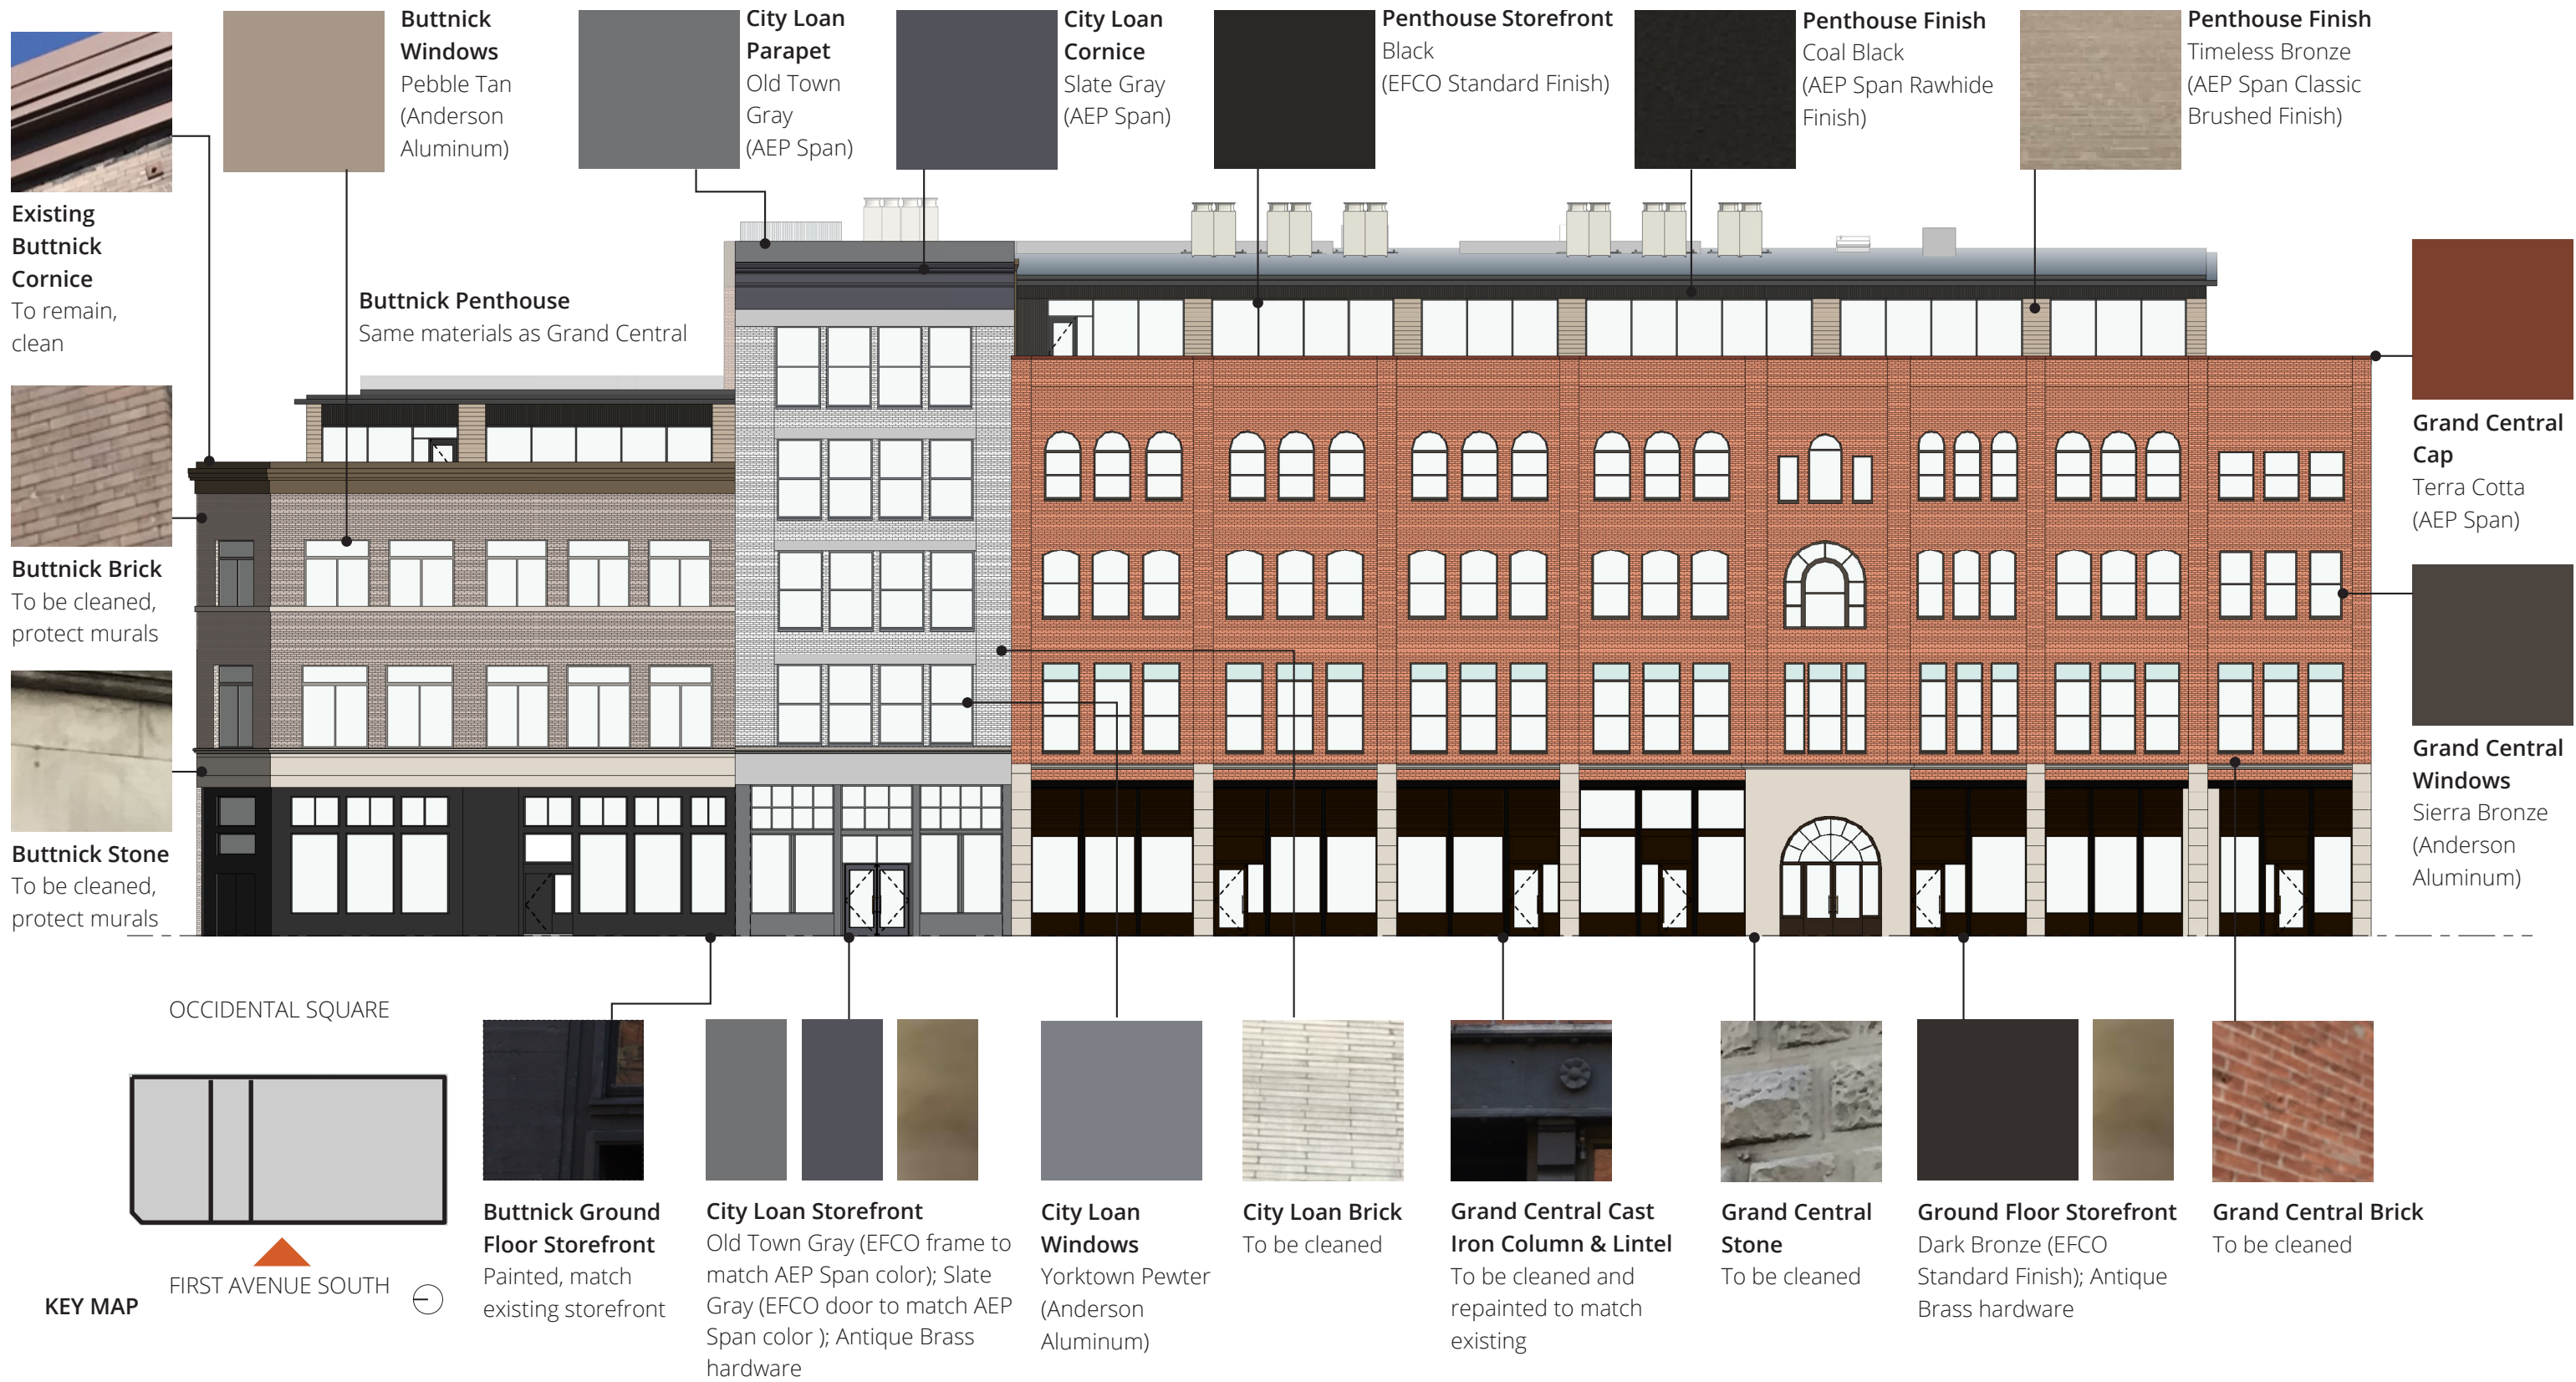 Buttnick
Windows
Pebble Tan
(Anderson
Aluminum)
City Loan
Parapet
Old Town
Gray
(AEP Span)
City Loan
Cornice
Slate Gray
(AEP Span)
Penthouse Storefront
Black
(EFCO Standard Finish)
Penthouse Finish
Coal Black
(AEP Span Rawhide
Finish)
Penthouse Finish
Timeless Bronze
(AEP Span Classic
Brushed Finish)
Existing
Buttnick
Cornice
To remain,
clean
Buttnick Penthouse
Same materials as Grand Central
Buttnick Brick
To be cleaned,
protect murals
Buttnick Stone
To be cleaned,
protect murals
Grand Central
Cap
Terra Cotta
(AEP Span)
Grand Central
Windows
Sierra Bronze
(Anderson
Aluminum)
OCCIDENTAL SQUARE
FIRST AVENUE SOUTH
KEY MAP
Buttnick Ground
Floor Storefront
Painted, match
existing storefront
City Loan Storefront
Old Town Gray (EFCO frame to
match AEP Span color); Slate
Gray (EFCO door to match AEP
Span color ); Antique Brass
hardware
City Loan
Windows
Yorktown Pewter
(Anderson
Aluminum)
City Loan Brick
To be cleaned
Grand Central Cast
Iron Column & Lintel
To be cleaned and
repainted to match
existing
Grand Central
Stone
To be cleaned
Ground Floor Storefront
Dark Bronze (EFCO
Standard Finish); Antique
Brass hardware
Grand Central Brick
To be cleaned